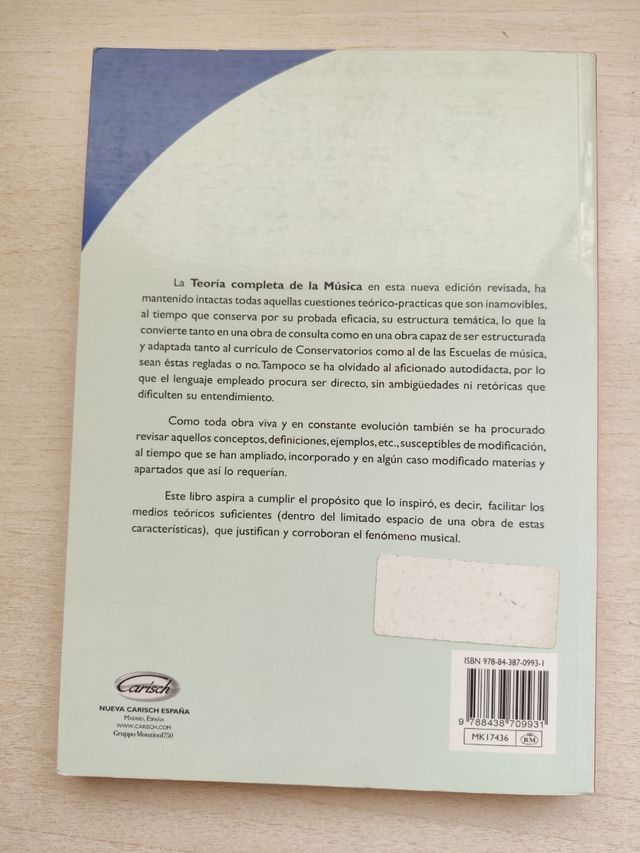 La Teoría completa de la Música en esta nueva edición revisada, ha
mantenido intactas todas aquellas cuestiones teórico-practicas que son inamovibles,
al tiempo que conserva por su probada eficacia, su estructura temática, lo que la
convierte tanto en una obra de consulta como en una obra capaz de ser estructurada
y adaptada tanto al currículo de Conservatorios como al de las Escuelas de música,
sean éstas regladas o no. Tampoco se ha olvidado al aficionado autodidacta, por lo
que el lenguaje empleado procura ser directo, sin ambigüedades ni retóricas que
dificulten su entendimiento.
Como toda obra viva y en constante evolución también se ha procurado
revisar aquellos conceptos, definiciones, ejemplos, etc., susceptibles de modificación,
al tiempo que se han ampliado, incorporado y en algún caso modificado materias y
apartados que así lo requerían.
Este libro aspira a cumplir el propósito que lo inspiró, es decir, facilitar los
medios teóricos suficientes (dentro del limitado espacio de una obra de estas
características), que justifican y corroboran el fenómeno musical.
Carisch
NUEVA CARISCH ESPAÑA
MADRID, ESPAÑA
WWW.CARISCH.COM
Gruppo Monzino1750
ISBN 978-84-387-0993-1
9 788438 709931
MK17436
RM